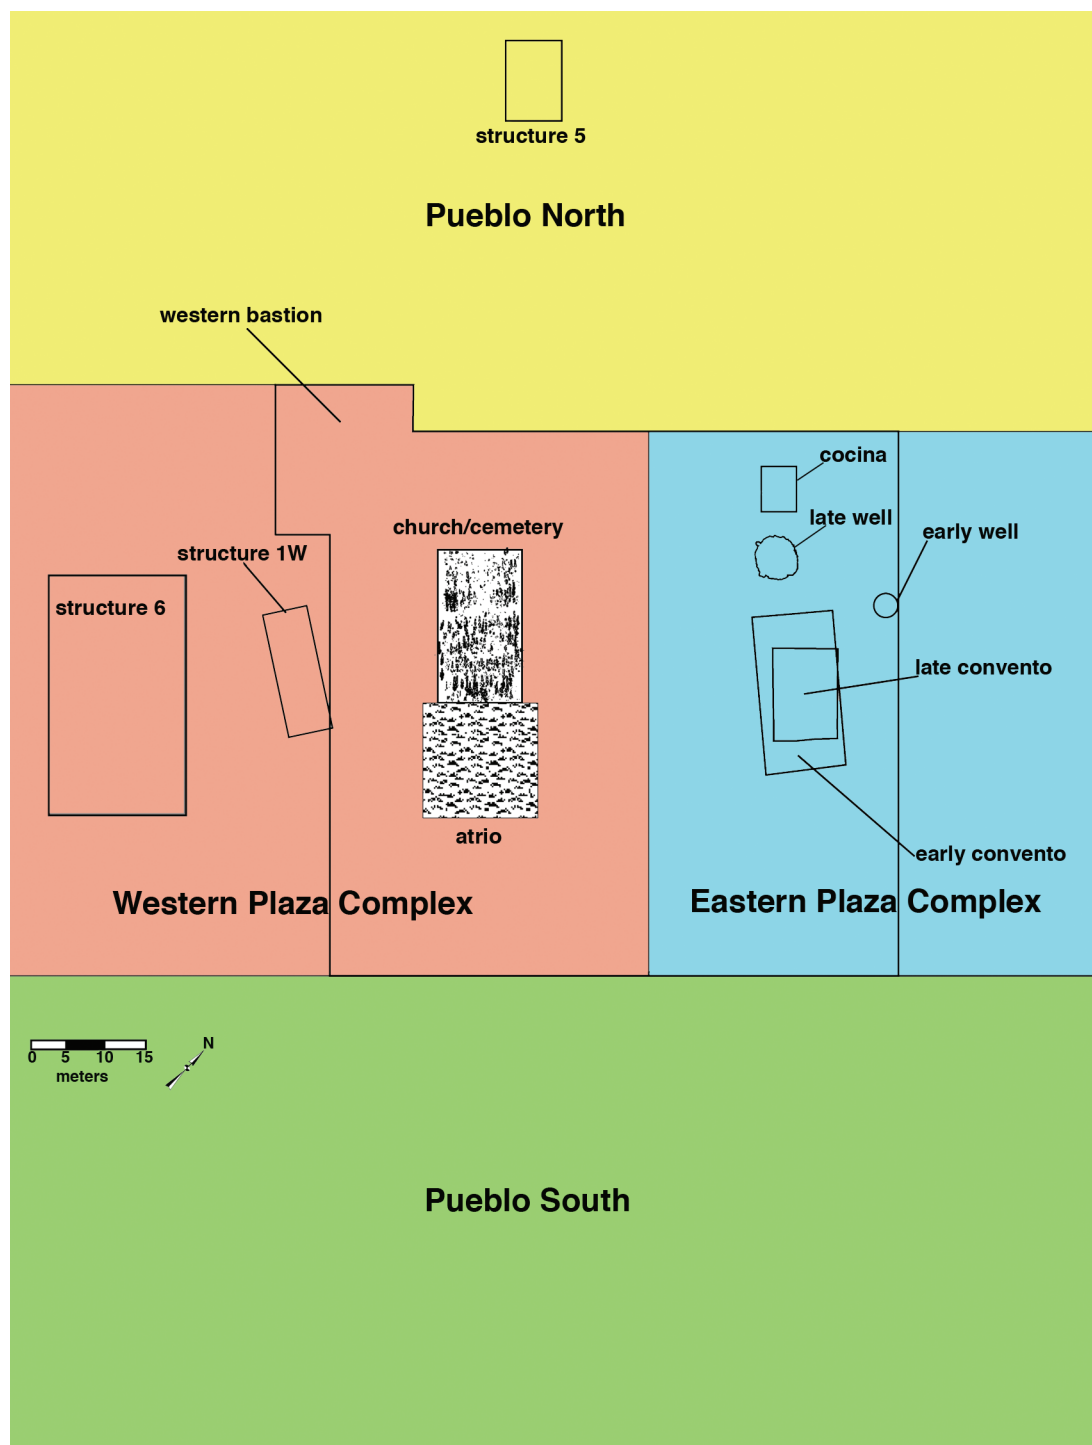 structure 5
Pueblo North
western bastion
cocina
late well
church/cemetery
early well
structure 1W
structure 6
late convento
atrio
early convento
Western Plaza Complex
Eastern Plaza Complex
N
0 5 10 15
meters
Pueblo South